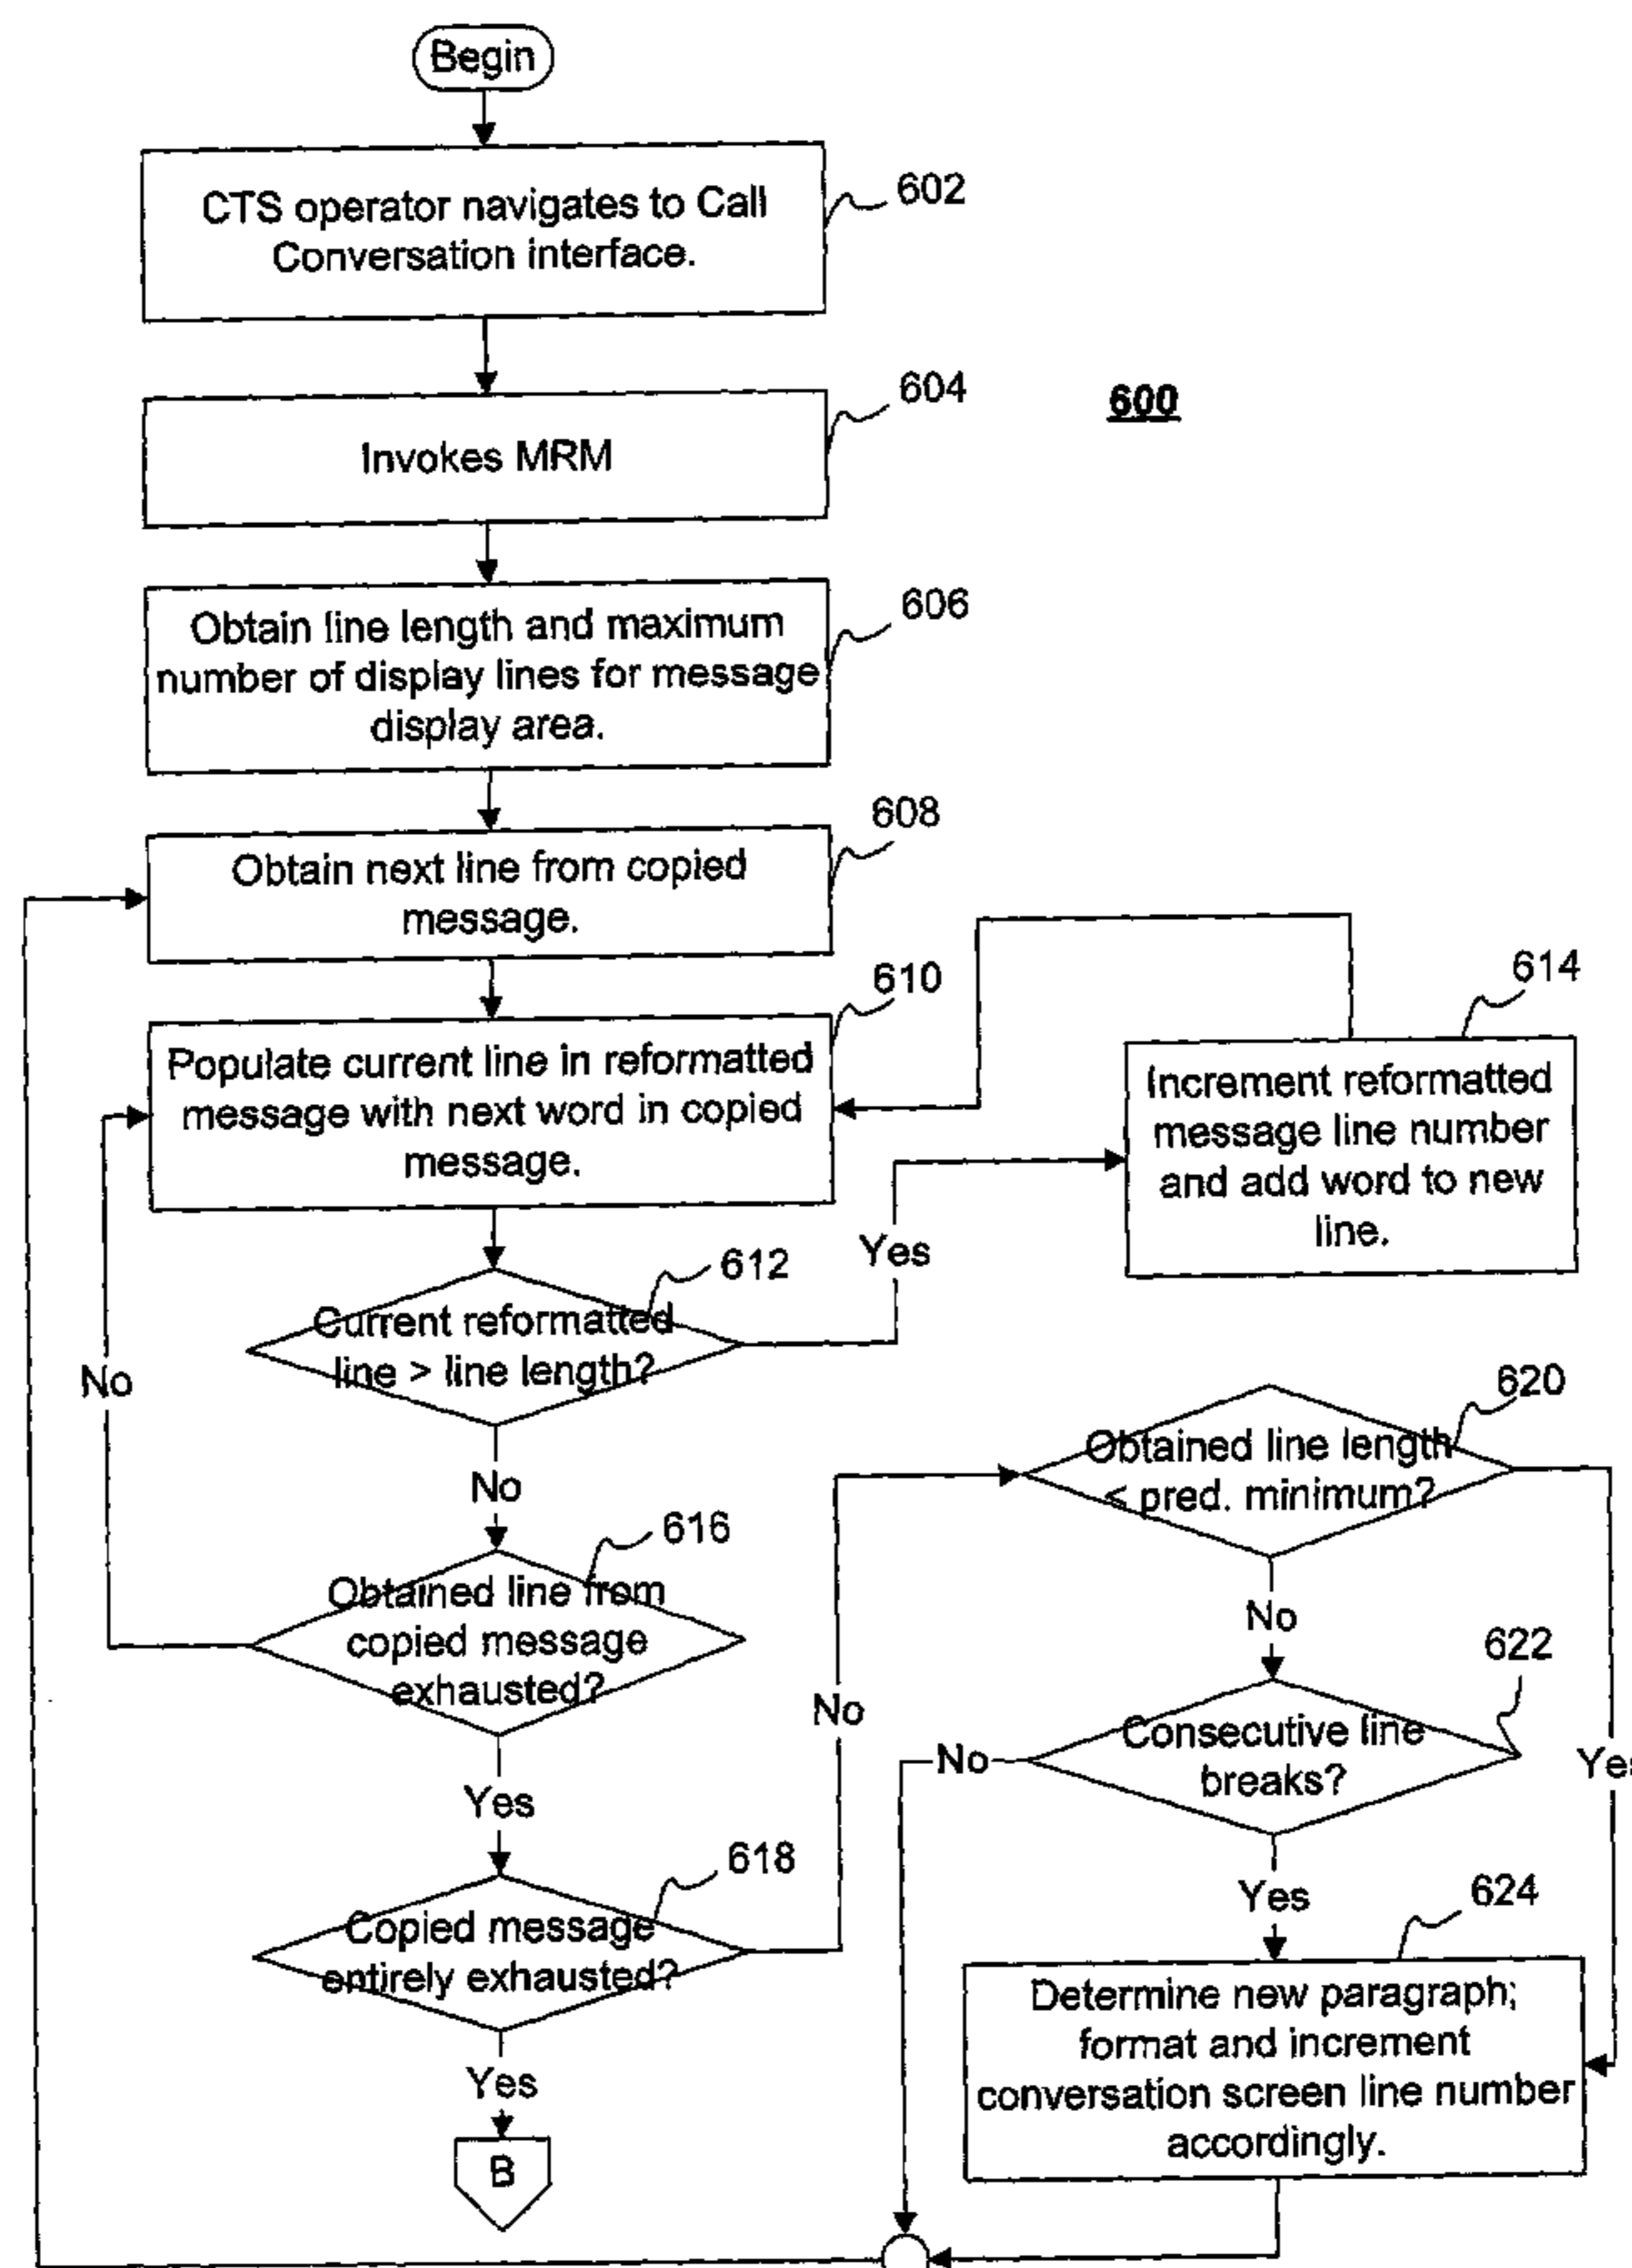 Begin
CTS operator navigates to Call
Conversation interface.
602
Invokes MRM
604
600
Obtain line length and maximum
number of display lines for message
display area.
606
Obtain next line from copied
message.
608
Populate current line in reformatted
message with next word in copied
message.
610
Increment reformatted
message line number
and add word to new
line.
614
Yes
Current reformatted
line > line length?
612
No
No
Obtained line from
copied message
exhausted?
616
Yes
Copied message
entirely exhausted?
618
No
Yes
B
Obtained line length
< pred. minimum?
620
No
Yes
Consecutive line
breaks?
622
No
Yes
Determine new paragraph;
format and increment
conversation screen line number
accordingly.
624